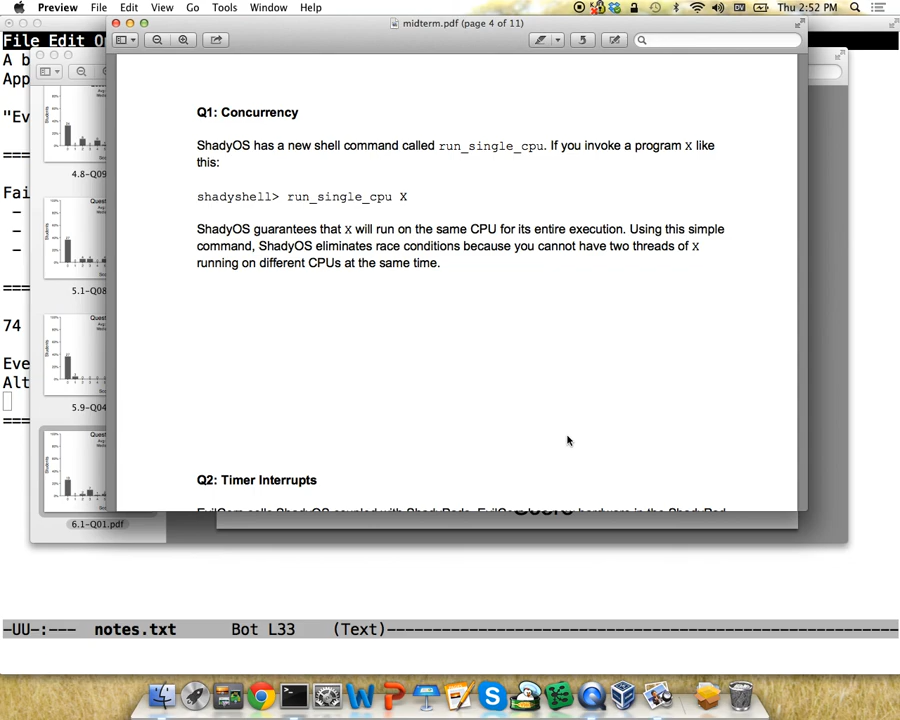 Preview File Edit View Go Tools Window Help Thu 2:52 PM
midterm.pdf (page 4 of 11)
File Edit
A b
App
"Ev
===
Fai
-
-
-
===
74
Eve
Alt
===
4.8-Q09
5.1-Q08
5.9-Q04
6.1-Q01.pdf
Q1: Concurrency
ShadyOS has a new shell command called run_single_cpu. If you invoke a program X like
this:
shadyshell> run_single_cpu X
ShadyOS guarantees that X will run on the same CPU for its entire execution. Using this simple
command, ShadyOS eliminates race conditions because you cannot have two threads of X
running on different CPUs at the same time.
Q2: Timer Interrupts
-UU-:--- notes.txt Bot L33 (Text)